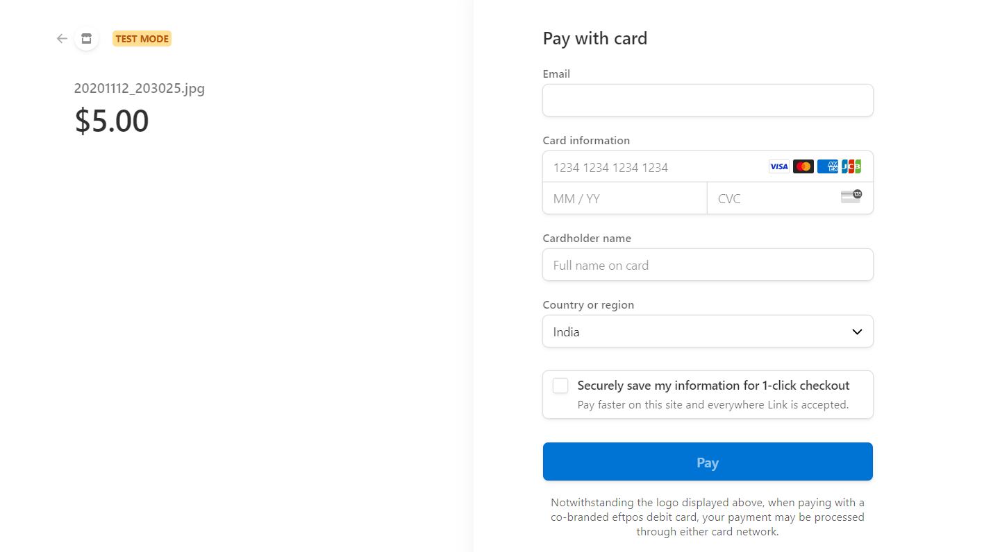 TEST MODE
20201112_203025.jpg
$5.00
Pay with card
Email
Card information
1234 1234 1234 1234 VISA AMEX JCB
MM / YY CVC 135
Cardholder name
Full name on card
Country or region
India
Securely save my information for 1-click checkout
Pay faster on this site and everywhere Link is accepted.
Pay
Notwithstanding the logo displayed above, when paying with a
co-branded eftpos debit card, your payment may be processed
through either card network.